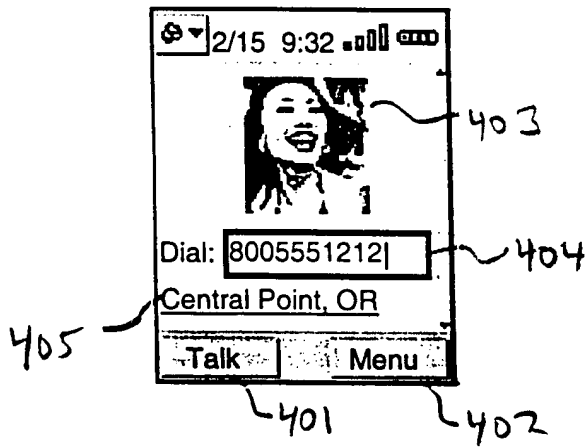 2/15 9:32
403
Dial: 8005551212 404
Central Point, OR
405
Talk Menu
401 402